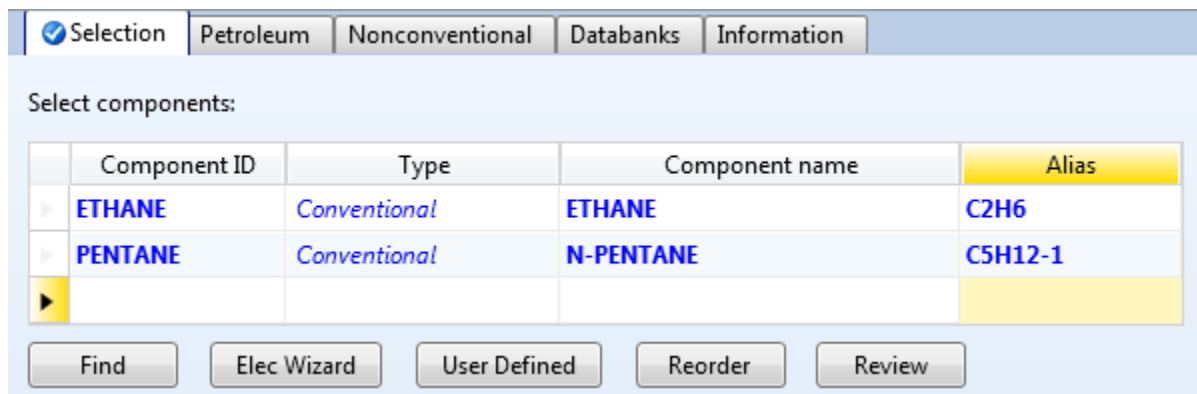 Selection Petroleum Nonconventional Databanks Information
Select components:
Component ID Type Component name Alias
ETHANE Conventional ETHANE C2H6
PENTANE Conventional N-PENTANE C5H12-1
Find Elec Wizard User Defined Reorder Review